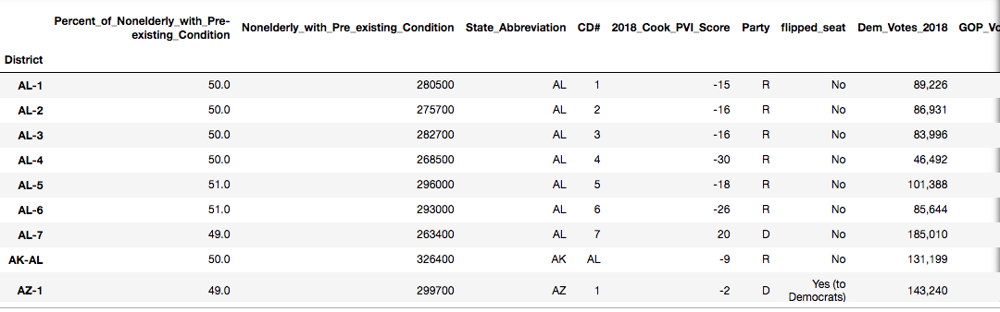 Percent_of_Nonelderly_with_Pre-
existing_Condition Nonelderly_with_Pre_existing_Condition State_Abbreviation CD# 2018_Cook_PVI_Score Party flipped_seat Dem_Votes_2018 GOP_Vo
District
AL-1 50.0 280500 AL 1 -15 R No 89,226
AL-2 50.0 275700 AL 2 -16 R No 86,931
AL-3 50.0 282700 AL 3 -16 R No 83,996
AL-4 50.0 268500 AL 4 -30 R No 46,492
AL-5 51.0 296000 AL 5 -18 R No 101,388
AL-6 51.0 293000 AL 6 -26 R No 85,644
AL-7 49.0 263400 AL 7 20 D No 185,010
AK-AL 50.0 326400 AK AL -9 R No 131,199
AZ-1 49.0 299700 AZ 1 -2 D Yes (to
Democrats) 143,240